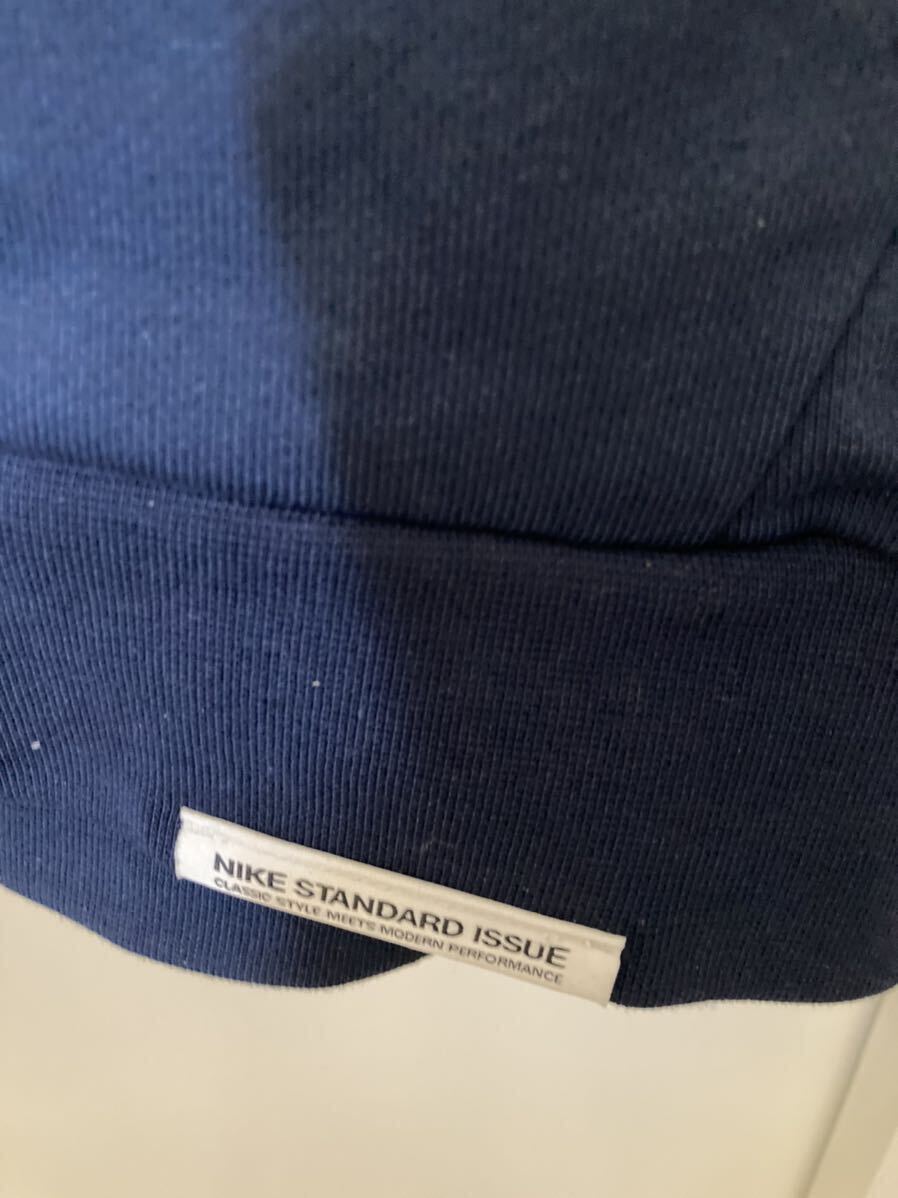 NIKE STANDARD ISSUE
CLASSIC STYLE MEETS MODERN PERFORMANCE